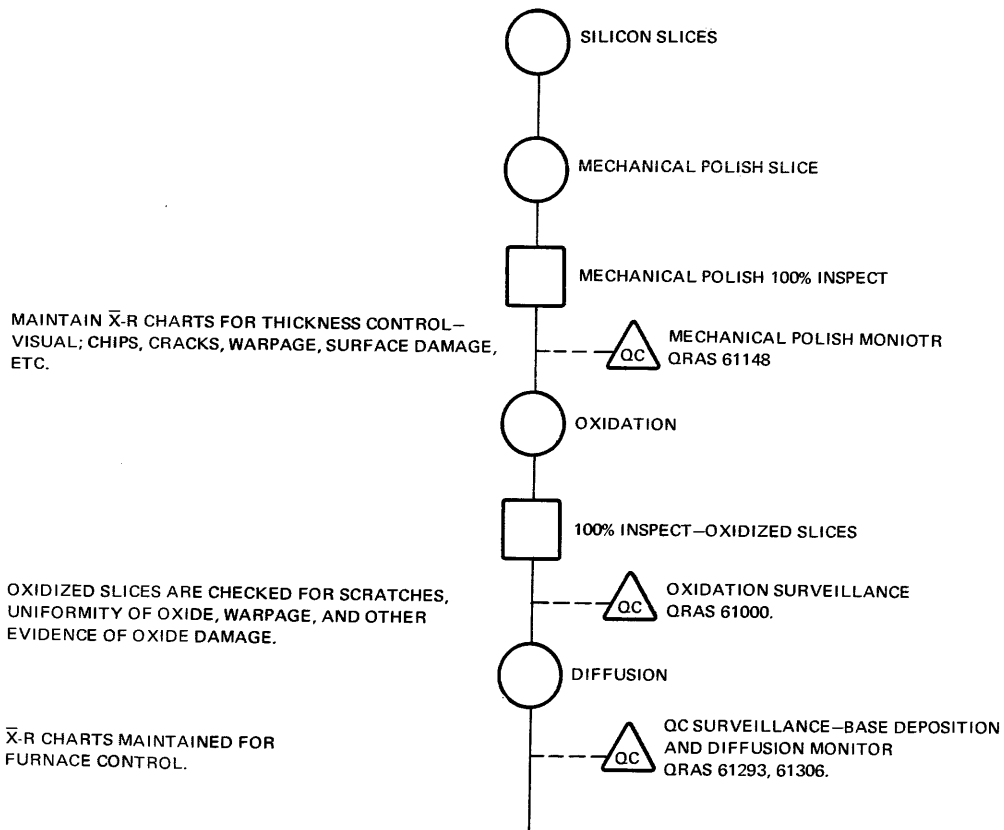 SILICON SLICES
MECHANICAL POLISH SLICE
MECHANICAL POLISH 100% INSPECT
MAINTAIN X̅-R CHARTS FOR THICKNESS CONTROL—
VISUAL; CHIPS, CRACKS, WARPAGE, SURFACE DAMAGE,
ETC.
QC
MECHANICAL POLISH MONIOTR
QRAS 61148
OXIDATION
100% INSPECT—OXIDIZED SLICES
OXIDIZED SLICES ARE CHECKED FOR SCRATCHES,
UNIFORMITY OF OXIDE, WARPAGE, AND OTHER
EVIDENCE OF OXIDE DAMAGE.
QC
OXIDATION SURVEILLANCE
QRAS 61000.
DIFFUSION
X̅-R CHARTS MAINTAINED FOR
FURNACE CONTROL.
QC
QC SURVEILLANCE—BASE DEPOSITION
AND DIFFUSION MONITOR
QRAS 61293, 61306.